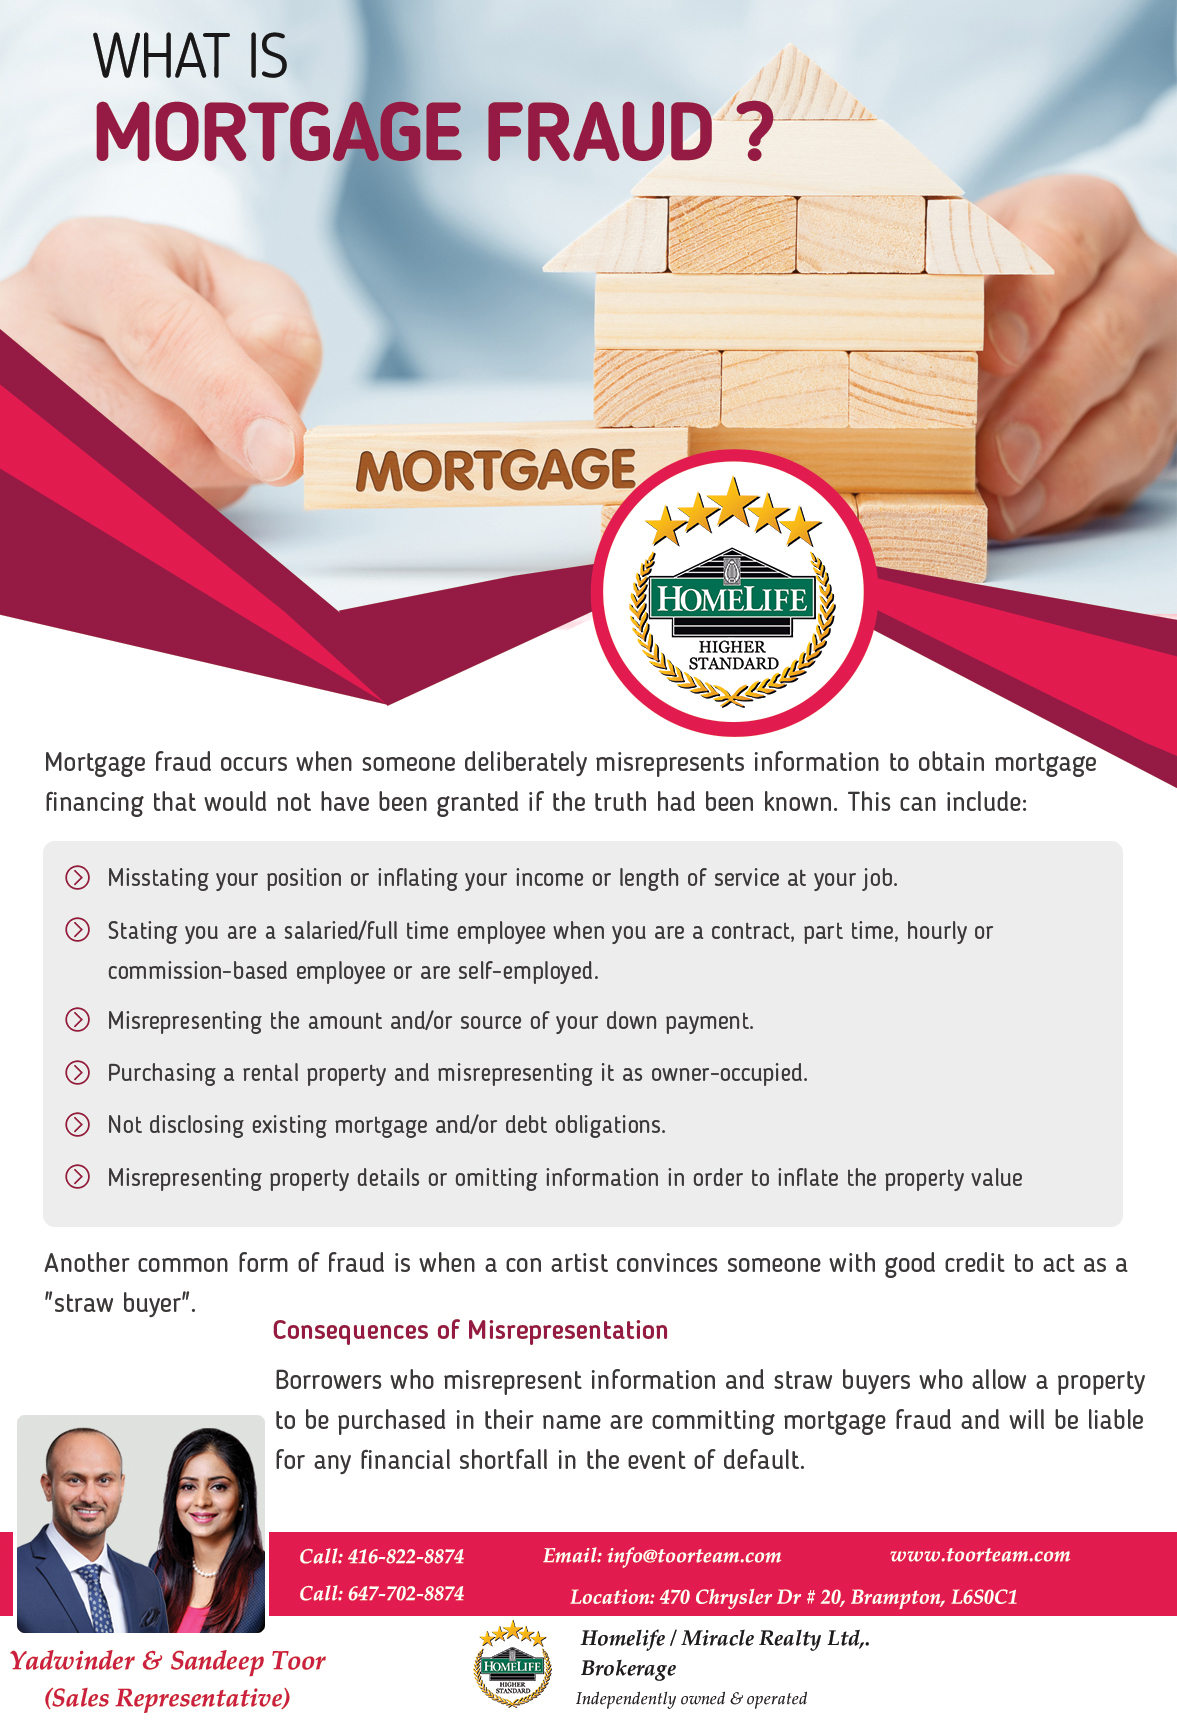 WHAT IS
MORTGAGE FRAUD ?
MORTGAGE
HOMELIFE
HIGHER
STANDARD
Mortgage fraud occurs when someone deliberately misrepresents information to obtain mortgage
financing that would not have been granted if the truth had been known. This can include:
Misstating your position or inflating your income or length of service at your job.
Stating you are a salaried/full time employee when you are a contract, part time, hourly or
commission-based employee or are self-employed.
Misrepresenting the amount and/or source of your down payment.
Purchasing a rental property and misrepresenting it as owner-occupied.
Not disclosing existing mortgage and/or debt obligations.
Misrepresenting property details or omitting information in order to inflate the property value
Another common form of fraud is when a con artist convinces someone with good credit to act as a
"straw buyer".
Consequences of Misrepresentation
Borrowers who misrepresent information and straw buyers who allow a property
to be purchased in their name are committing mortgage fraud and will be liable
for any financial shortfall in the event of default.
Call: 416-822-8874
Call: 647-702-8874
Email: info@toorteam.com
www.toorteam.com
Location: 470 Chrysler Dr # 20, Brampton, L6S0C1
Yadwinder & Sandeep Toor
(Sales Representative)
HOMELIFE
HIGHER
STANDARD
Homelife / Miracle Realty Ltd,.
Brokerage
Independently owned & operated